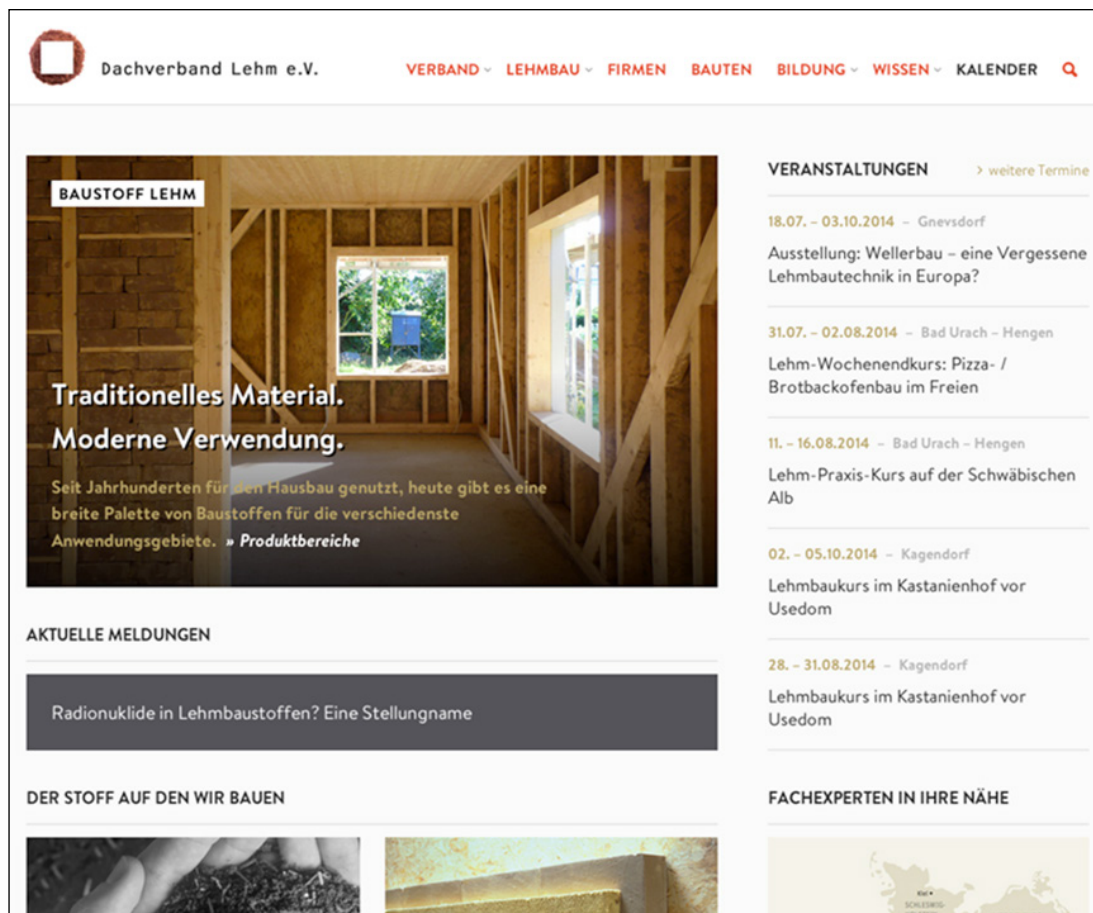 Dachverband Lehm e.V.
VERBAND LEHMBAU FIRMEN BAUTEN BILDUNG WISSEN KALENDER
BAUSTOFF LEHM
Traditionelles Material.
Moderne Verwendung.
Seit Jahrhunderten für den Hausbau genutzt, heute gibt es eine
breite Palette von Baustoffen für die verschiedenste
Anwendungsgebiete. » Produktbereiche
AKTUELLE MELDUNGEN
Radionuklide in Lehmbaustoffen? Eine Stellungname
DER STOFF AUF DEN WIR BAUEN
VERANSTALTUNGEN > weitere Termine
18.07. – 03.10.2014 – Gnevsdorf
Ausstellung: Wellerbau – eine Vergessene
Lehmbautechnik in Europa?
31.07. – 02.08.2014 – Bad Urach – Hengen
Lehm-Wochenendkurs: Pizza- /
Brotbackofenbau im Freien
11. – 16.08.2014 – Bad Urach – Hengen
Lehm-Praxis-Kurs auf der Schwäbischen
Alb
02. – 05.10.2014 – Kagendorf
Lehmbaukurs im Kastanienhof vor
Usedom
28. – 31.08.2014 – Kagendorf
Lehmbaukurs im Kastanienhof vor
Usedom
FACHEXPERTEN IN IHRE NÄHE
Kiel
SCHLESWIG-